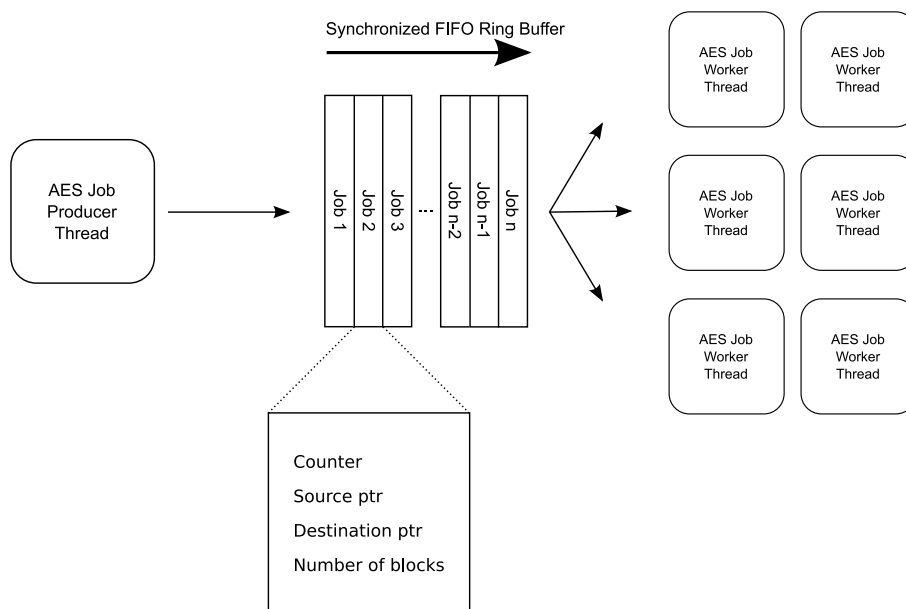 Synchronized FIFO Ring Buffer
AES Job
Producer
Thread
Job 1
Job 2
Job 3
...
Job n-2
Job n-1
Job n
AES Job
Worker
Thread
AES Job
Worker
Thread
AES Job
Worker
Thread
AES Job
Worker
Thread
AES Job
Worker
Thread
AES Job
Worker
Thread
Counter
Source ptr
Destination ptr
Number of blocks